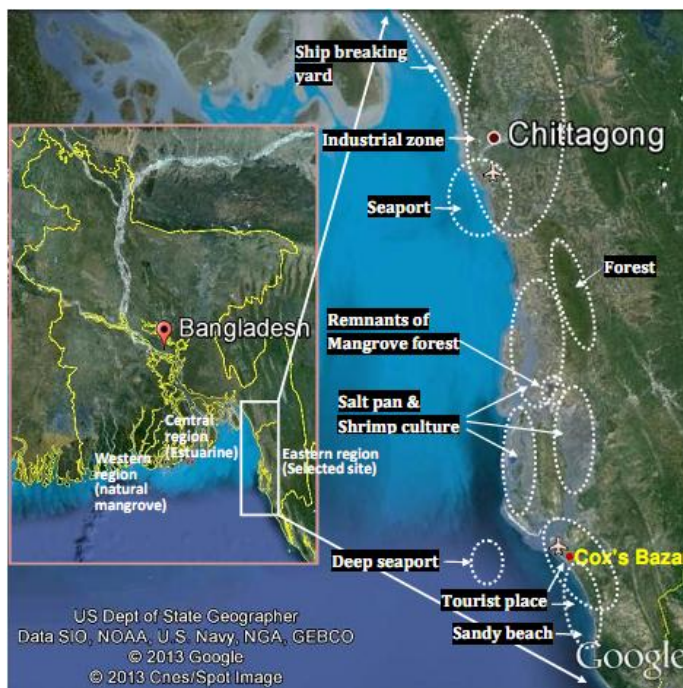 Ship breaking
yard
Industrial zone
Chittagong
Seaport
Forest
Remnants of
Mangrove forest
Salt pan &
Shrimp culture
Bangladesh
Central
region
(Estuarine)
Western
region
(natural
mangrove)
Eastern region
(Selected site)
Deep seaport
Cox's Baza
Tourist place
Sandy beach
US Dept of State Geographer
Data SIO, NOAA, U.S. Navy, NGA, GEBCO
© 2013 Google
© 2013 Cnes/Spot Image
Google